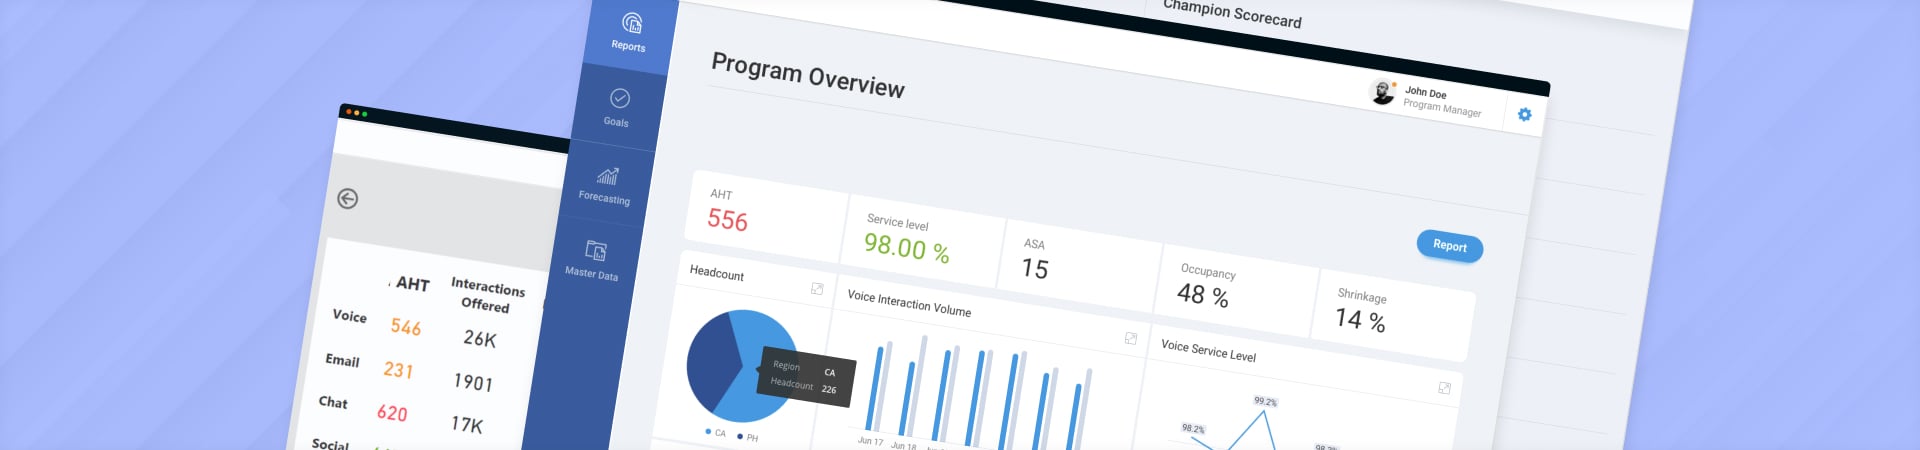 Champion Scorecard
Reports
Goals
Forecasting
Master Data
Program Overview
John Doe
Program Manager
Report
AHT
556
Service level
98.00 %
ASA
15
Occupancy
48 %
Shrinkage
14 %
Headcount
Region CA
Headcount 226
CA PH
Voice Interaction Volume
Jun 17 Jun 18
Voice Service Level
98.2%
99.2%
AHT Interactions
Offered
Voice 546 26K
Email 231 1901
Chat 620 17K
Social